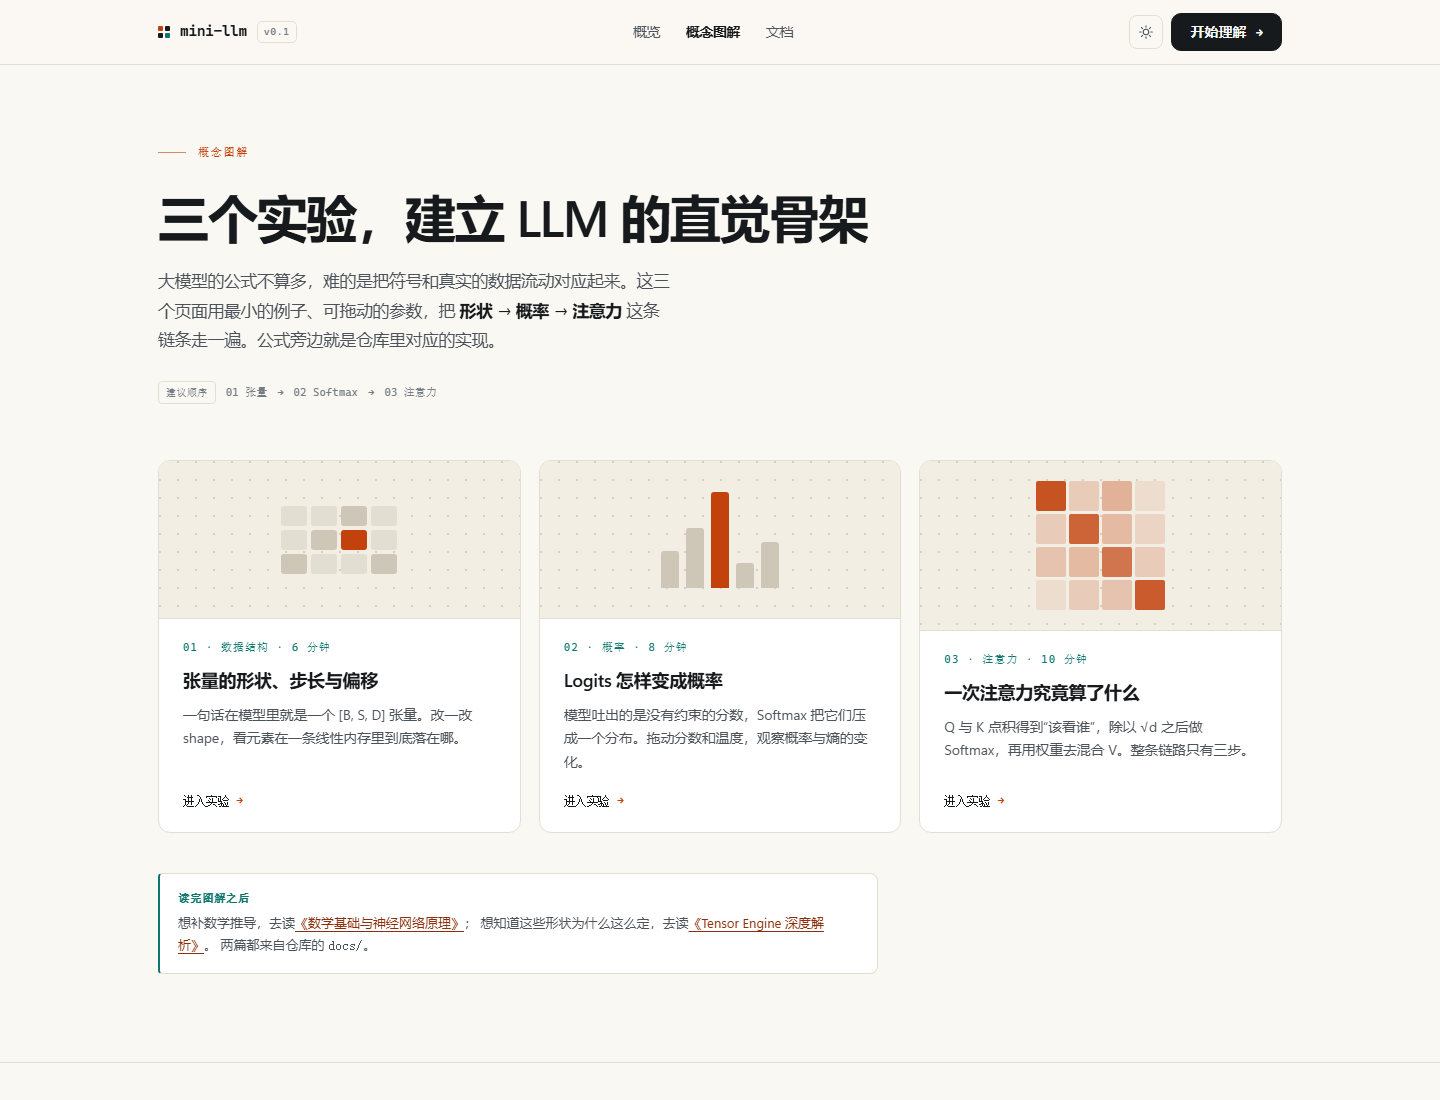 mini-llm v0.1 概览 概念图解 文档 开始理解 →
概念图解
三个实验，建立 LLM 的直觉骨架
大模型的公式不算多，难的是把符号和真实的数据流动对应起来。这三
个页面用最小的例子、可拖动的参数，把 形状 → 概率 → 注意力 这条
链条走一遍。公式旁边就是仓库里对应的实现。
建议顺序 01 张量 → 02 Softmax → 03 注意力
01 · 数据结构 · 6 分钟
张量的形状、步长与偏移
一句话在模型里就是一个 [B, S, D] 张量。改一改
shape，看元素在一条线性内存里到底落在哪。
进入实验 →
02 · 概率 · 8 分钟
Logits 怎样变成概率
模型吐出的是没有约束的分数，Softmax 把它们压
成一个分布。拖动分数和温度，观察概率与熵的变
化。
进入实验 →
03 · 注意力 · 10 分钟
一次注意力究竟算了什么
Q 与 K 点积得到“该看谁”，除以 √d 之后做
Softmax，再用权重去混合 V。整条链路只有三步。
进入实验 →
读完图解之后
想补数学推导，去读《数学基础与神经网络原理》； 想知道这些形状为什么这么定，去读《Tensor Engine 深度解
析》。 两篇都来自仓库的 docs/。